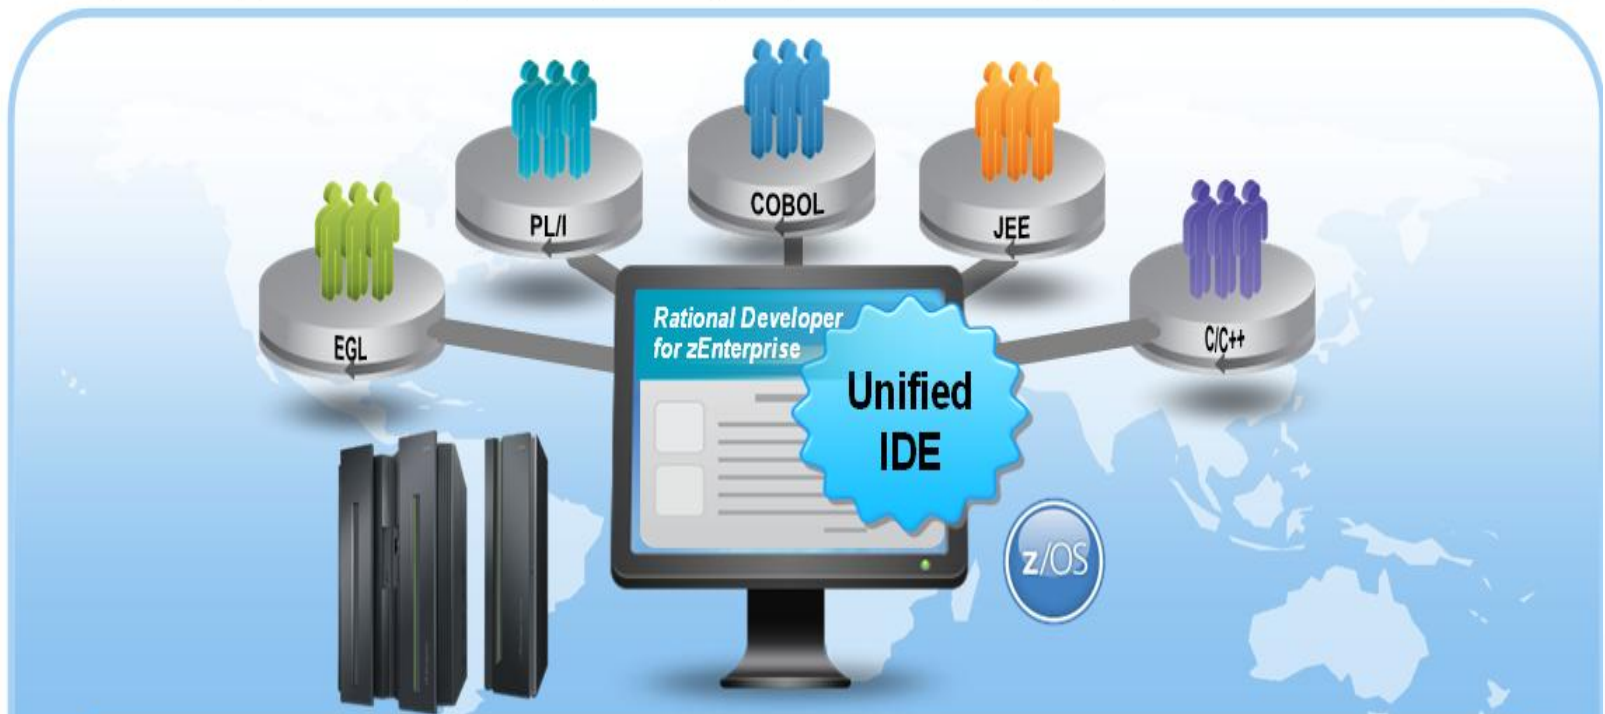 COBOL
PL/I
JEE
EGL
C/C++
Rational Developer
for zEnterprise
Unified
IDE
z/OS